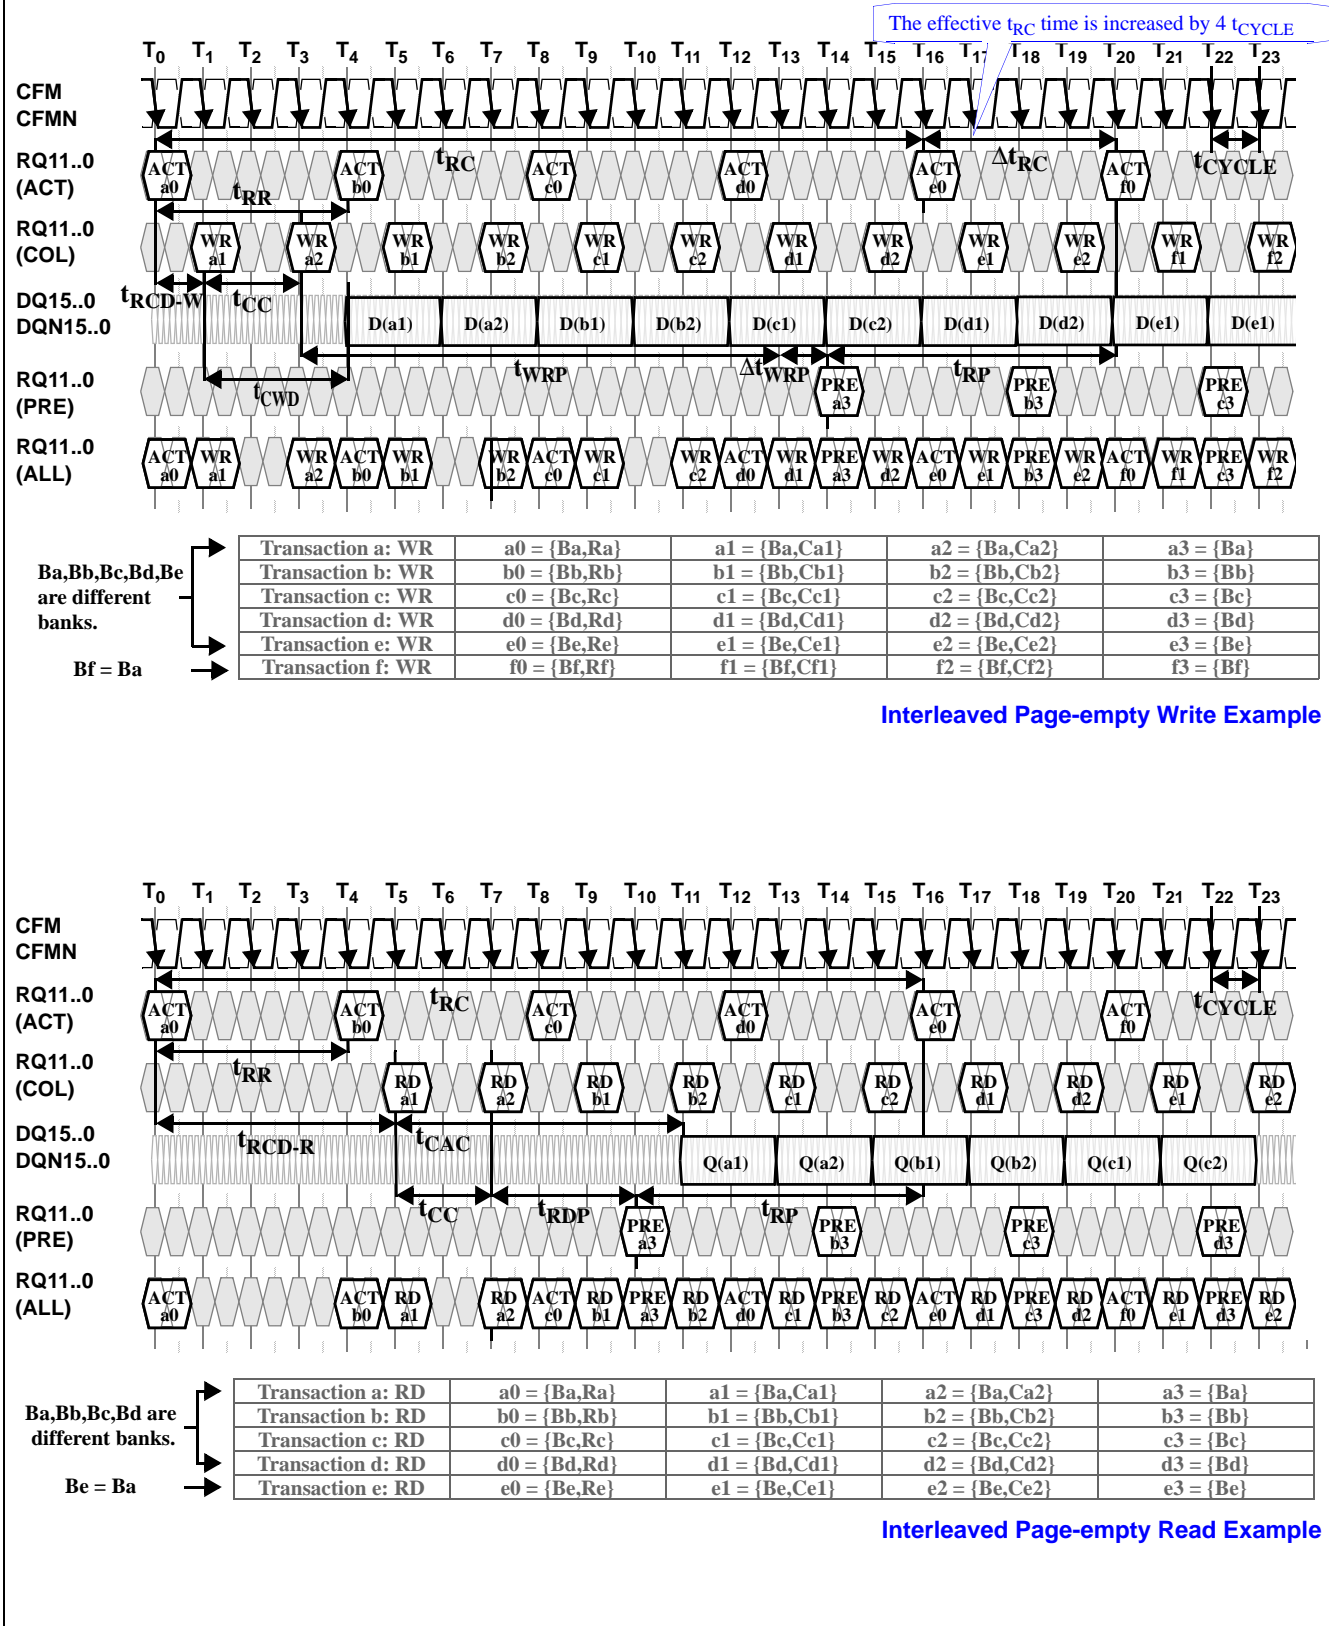 The effective tRC time is increased by 4 tCYCLE
T0 T1 T2 T3 T4 T5 T6 T7 T8 T9 T10 T11 T12 T13 T14 T15 T16 T17 T18 T19 T20 T21 T22 T23
CFM
CFMN
tRC ΔtRC tCYCLE
RQ11..0
(ACT)
ACT a0 ACT b0 ACT c0 ACT d0 ACT e0 ACT f0
tRR
RQ11..0
(COL)
WR a1 WR a2 WR b1 WR b2 WR c1 WR c2 WR d1 WR d2 WR e1 WR e2 WR f1 WR f2
tRCD-W tCC
DQ15..0
DQN15..0
D(a1) D(a2) D(b1) D(b2) D(c1) D(c2) D(d1) D(d2) D(e1) D(e1)
tCWD tWRP ΔtWRP tRP
RQ11..0
(PRE)
PRE a3 PRE b3 PRE c3
RQ11..0
(ALL)
ACT a0 WR a1 WR a2 ACT b0 WR b1 WR b2 ACT c0 WR c1 WR c2 ACT d0 WR d1 PRE a3 WR d2 ACT e0 WR e1 PRE b3 WR e2 ACT f0 WR f1 PRE c3 WR f2
Ba,Bb,Bc,Bd,Be
are different
banks.
Bf = Ba
Transaction a: WR a0 = {Ba,Ra} a1 = {Ba,Ca1} a2 = {Ba,Ca2} a3 = {Ba}
Transaction b: WR b0 = {Bb,Rb} b1 = {Bb,Cb1} b2 = {Bb,Cb2} b3 = {Bb}
Transaction c: WR c0 = {Bc,Rc} c1 = {Bc,Cc1} c2 = {Bc,Cc2} c3 = {Bc}
Transaction d: WR d0 = {Bd,Rd} d1 = {Bd,Cd1} d2 = {Bd,Cd2} d3 = {Bd}
Transaction e: WR e0 = {Be,Re} e1 = {Be,Ce1} e2 = {Be,Ce2} e3 = {Be}
Transaction f: WR f0 = {Bf,Rf} f1 = {Bf,Cf1} f2 = {Bf,Cf2} f3 = {Bf}
Interleaved Page-empty Write Example
T0 T1 T2 T3 T4 T5 T6 T7 T8 T9 T10 T11 T12 T13 T14 T15 T16 T17 T18 T19 T20 T21 T22 T23
CFM
CFMN
tRC tCYCLE
RQ11..0
(ACT)
ACT a0 ACT b0 ACT c0 ACT d0 ACT e0 ACT f0
tRR
RQ11..0
(COL)
RD a1 RD a2 RD b1 RD b2 RD c1 RD c2 RD d1 RD d2 RD e1 RD e2
tRCD-R tCAC
DQ15..0
DQN15..0
Q(a1) Q(a2) Q(b1) Q(b2) Q(c1) Q(c2)
tCC tRDP tRP
RQ11..0
(PRE)
PRE a3 PRE b3 PRE c3 PRE d3
RQ11..0
(ALL)
ACT a0 ACT b0 RD a1 RD a2 ACT c0 RD b1 PRE a3 RD b2 ACT d0 RD c1 PRE b3 RD c2 ACT e0 RD d1 PRE c3 RD d2 ACT f0 RD e1 PRE d3 RD e2
Ba,Bb,Bc,Bd are
different banks.
Be = Ba
Transaction a: RD a0 = {Ba,Ra} a1 = {Ba,Ca1} a2 = {Ba,Ca2} a3 = {Ba}
Transaction b: RD b0 = {Bb,Rb} b1 = {Bb,Cb1} b2 = {Bb,Cb2} b3 = {Bb}
Transaction c: RD c0 = {Bc,Rc} c1 = {Bc,Cc1} c2 = {Bc,Cc2} c3 = {Bc}
Transaction d: RD d0 = {Bd,Rd} d1 = {Bd,Cd1} d2 = {Bd,Cd2} d3 = {Bd}
Transaction e: RD e0 = {Be,Re} e1 = {Be,Ce1} e2 = {Be,Ce2} e3 = {Be}
Interleaved Page-empty Read Example